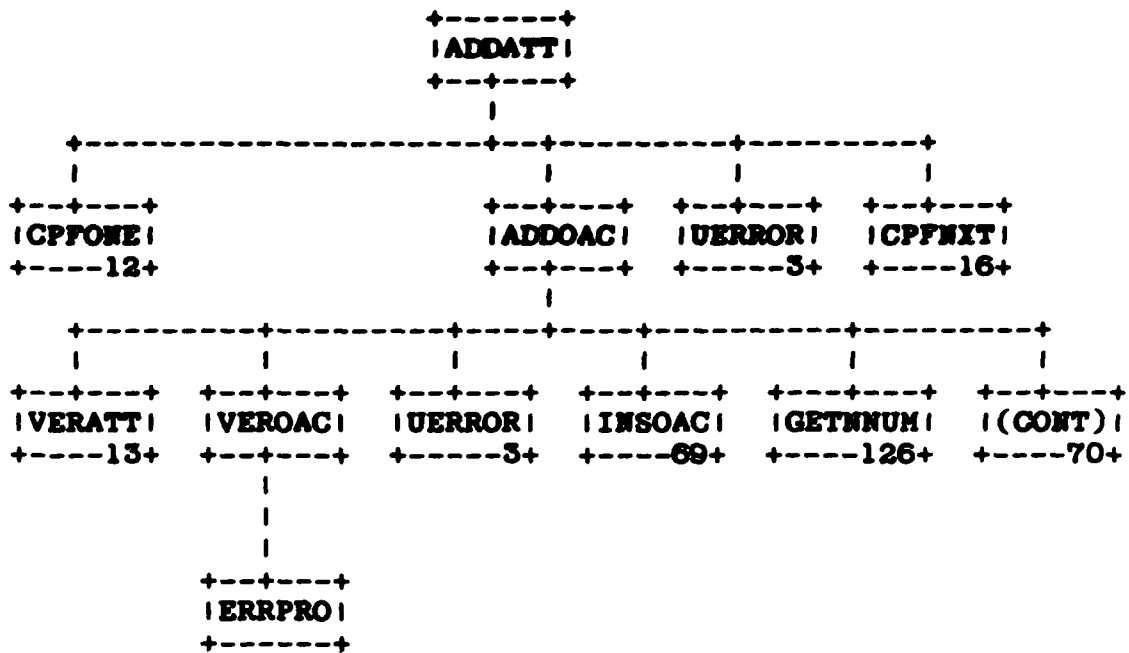 ADDATT
CPFONE ADDOAC UERROR CPFNXT
12 3 16
VERATT VEROAC UERROR INSOAC GETNNUM (CONT)
13 3 69 126 70
ERRPRO